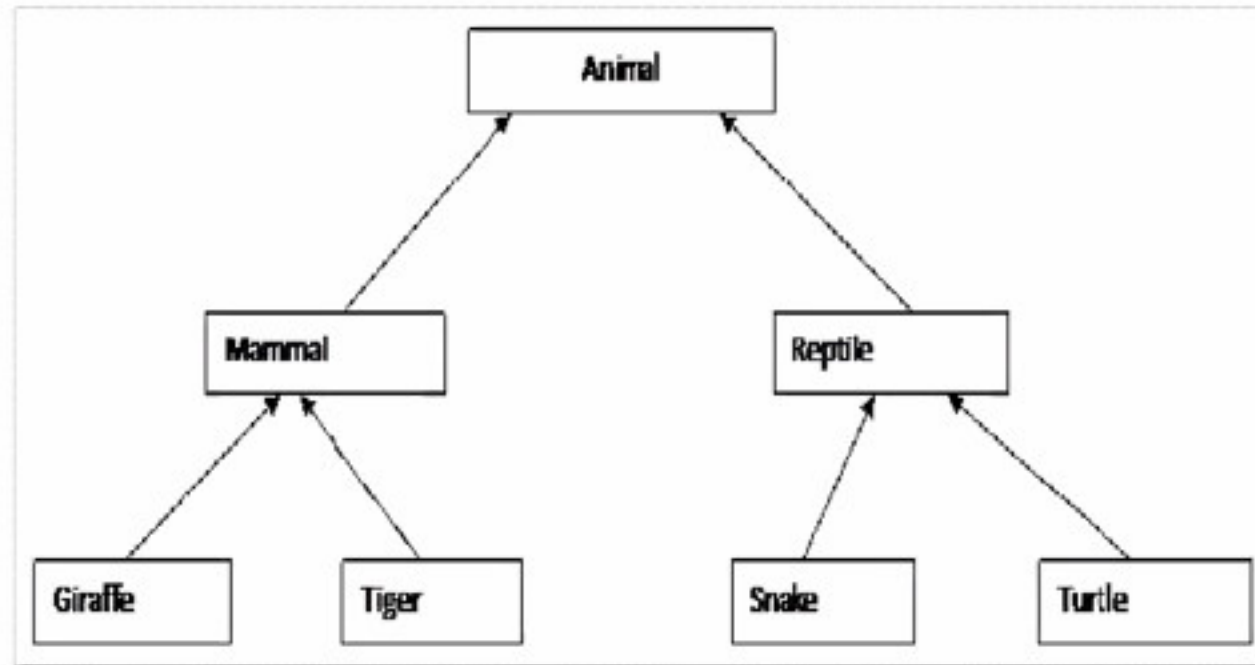 Animal
Mammal
Reptile
Giraffe
Tiger
Snake
Turtle